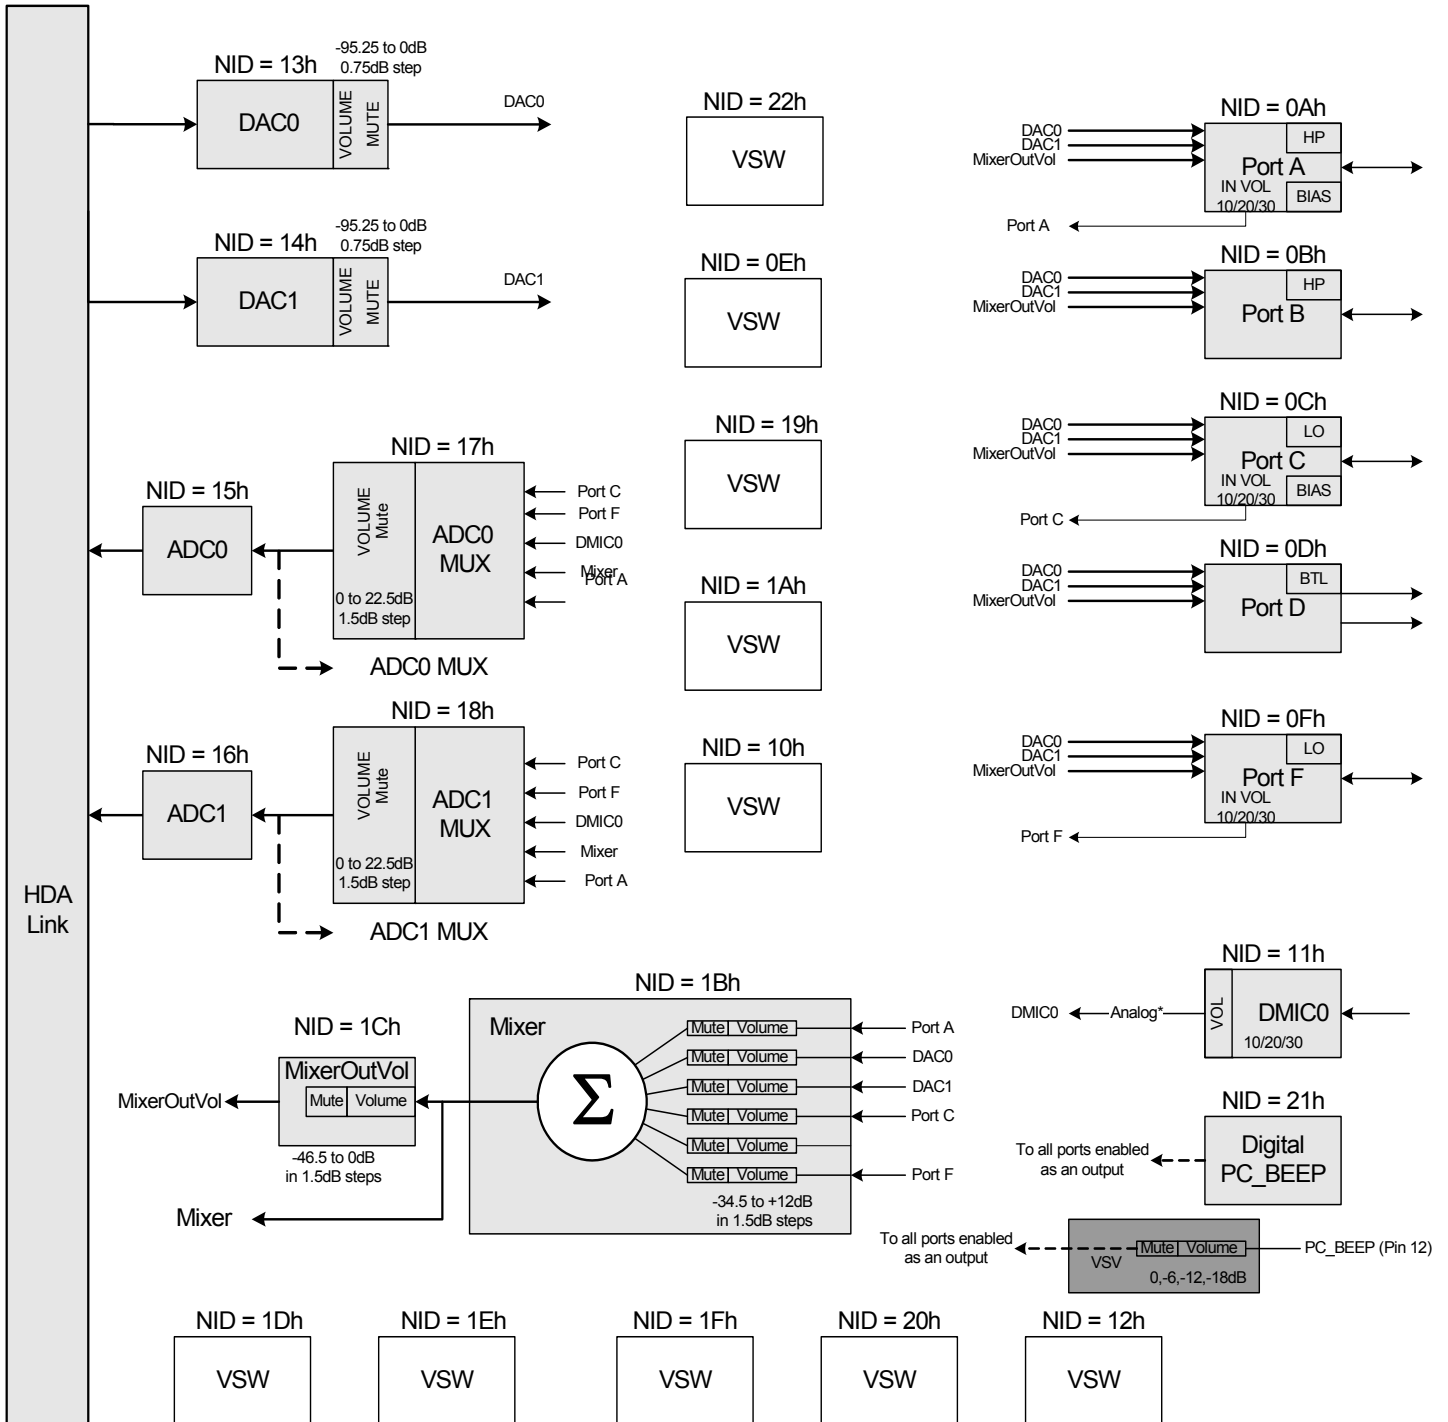 HDA
Link
NID = 13h
-95.25 to 0dB
0.75dB step
DAC0
VOLUME
MUTE
DAC0
NID = 14h
-95.25 to 0dB
0.75dB step
DAC1
VOLUME
MUTE
DAC1
NID = 17h
VOLUME
Mute
0 to 22.5dB
1.5dB step
ADC0
MUX
Port C
Port F
DMIC0
Mixer
Port A
NID = 15h
ADC0
ADC0 MUX
NID = 18h
VOLUME
Mute
0 to 22.5dB
1.5dB step
ADC1
MUX
Port C
Port F
DMIC0
Mixer
Port A
NID = 16h
ADC1
ADC1 MUX
NID = 22h
VSW
NID = 0Eh
VSW
NID = 19h
VSW
NID = 1Ah
VSW
NID = 10h
VSW
NID = 0Ah
DAC0
DAC1
MixerOutVol
HP
Port A
IN VOL
10/20/30
BIAS
Port A
NID = 0Bh
DAC0
DAC1
MixerOutVol
HP
Port B
NID = 0Ch
DAC0
DAC1
MixerOutVol
LO
Port C
IN VOL
10/20/30
BIAS
Port C
NID = 0Dh
DAC0
DAC1
MixerOutVol
BTL
Port D
NID = 0Fh
DAC0
DAC1
MixerOutVol
LO
Port F
IN VOL
10/20/30
Port F
NID = 11h
DMIC0
Analog*
VOL
DMIC0
10/20/30
NID = 1Bh
Mixer
Σ
Mute Volume
Port A
Mute Volume
DAC0
Mute Volume
DAC1
Mute Volume
Port C
Mute Volume
Mute Volume
Port F
-34.5 to +12dB
in 1.5dB steps
NID = 1Ch
MixerOutVol
Mute Volume
MixerOutVol
-46.5 to 0dB
in 1.5dB steps
Mixer
NID = 21h
Digital
PC_BEEP
To all ports enabled
as an output
To all ports enabled
as an output
VSV
Mute Volume
0,-6,-12,-18dB
PC_BEEP (Pin 12)
NID = 1Dh
VSW
NID = 1Eh
VSW
NID = 1Fh
VSW
NID = 20h
VSW
NID = 12h
VSW